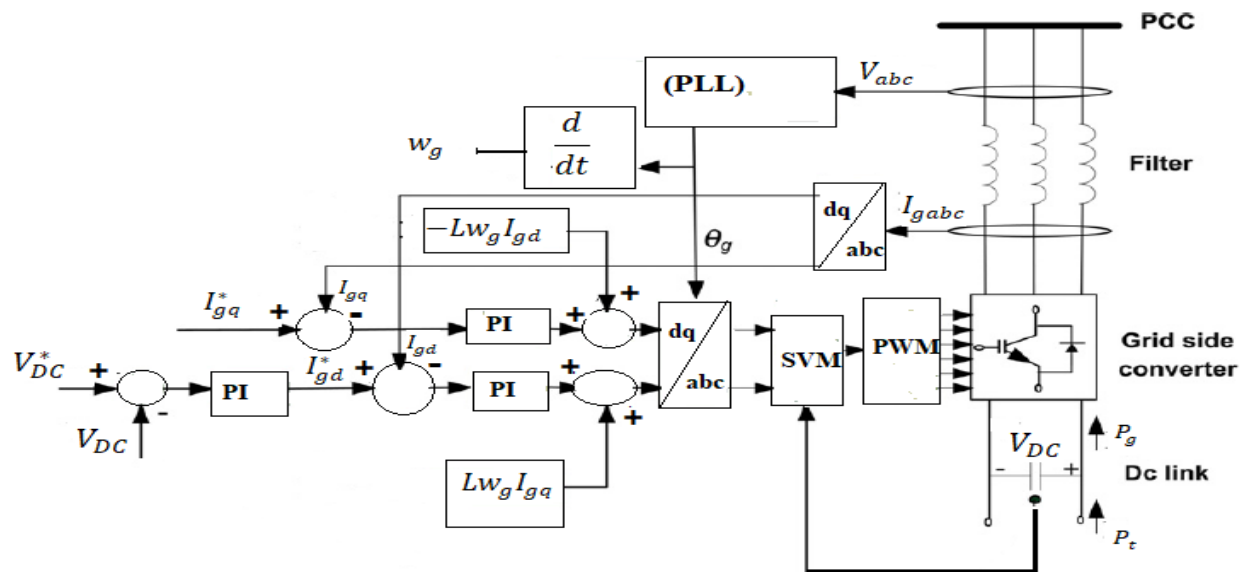 PCC
(PLL)
V_abc
w_g
d
dt
Filter
dq
abc
I_gabc
−Lw_g I_gd
θ_g
I*_gq
+
I_gq
-
PI
+
+
dq
abc
SVM
PWM
Grid side
converter
V*_DC
+
-
PI
I*_gd
+
I_gd
-
PI
+
+
V_DC
Lw_g I_gq
V_DC
-
+
P_g
Dc link
P_t